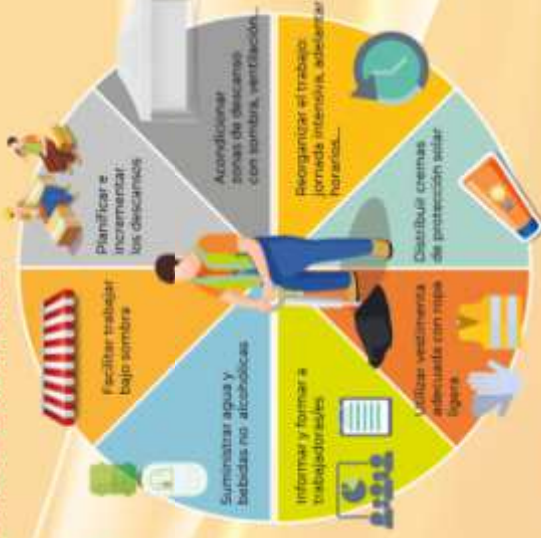 Facilitar trabajar
bajo sombra
Planificar e
incrementar
los descansos
Acondicionar
zonas de descanso
con sombra, ventilación...
Reorganizar el trabajo:
jornada intensiva, adelantar
horarios...
Distribuir cremas
de protección solar
Utilizar vestimenta
adecuada con ropa
ligera
Informar y formar a
trabajadores/es
Suministrar agua y
bebidas no alcohólicas